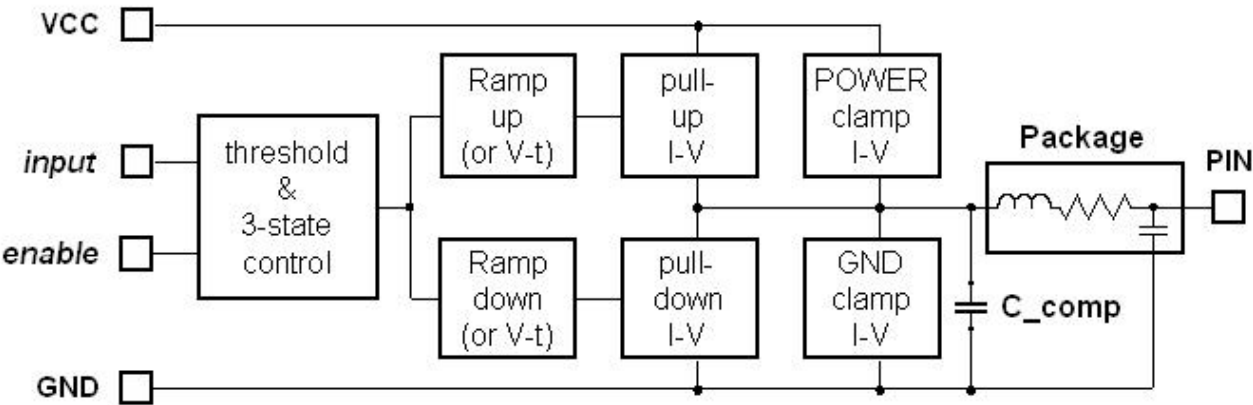 VCC
input
enable
GND
threshold
&
3-state
control
Ramp
up
(or V-t)
Ramp
down
(or V-t)
pull-
up
I-V
pull-
down
I-V
POWER
clamp
I-V
GND
clamp
I-V
C_comp
Package
PIN